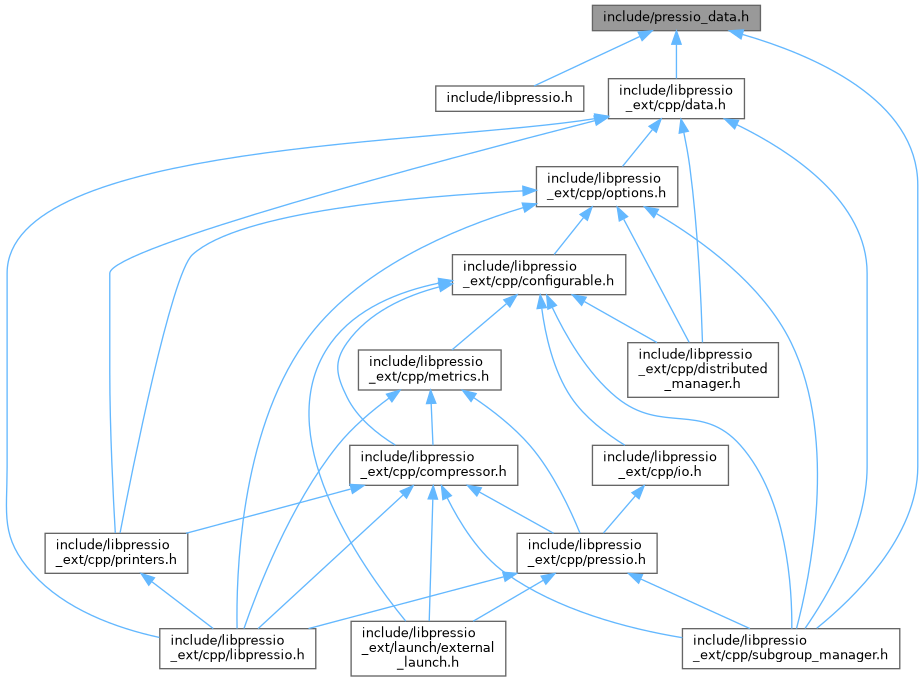 include/pressio_data.h
include/libpressio.h
include/libpressio
_ext/cpp/data.h
include/libpressio
_ext/cpp/options.h
include/libpressio
_ext/cpp/configurable.h
include/libpressio
_ext/cpp/metrics.h
include/libpressio
_ext/cpp/distributed
_manager.h
include/libpressio
_ext/cpp/compressor.h
include/libpressio
_ext/cpp/io.h
include/libpressio
_ext/cpp/printers.h
include/libpressio
_ext/cpp/pressio.h
include/libpressio
_ext/cpp/libpressio.h
include/libpressio
_ext/launch/external
_launch.h
include/libpressio
_ext/cpp/subgroup_manager.h